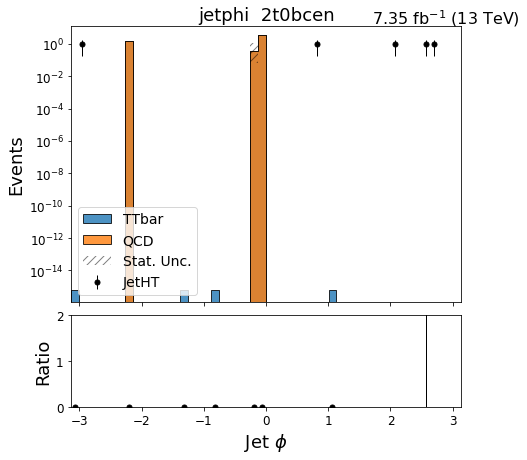 jetphi 2t0bcen
7.35 fb⁻¹ (13 TeV)
Events
10⁰
10⁻²
10⁻⁴
10⁻⁶
10⁻⁸
10⁻¹⁰
10⁻¹²
10⁻¹⁴
TTbar
QCD
Stat. Unc.
JetHT
Ratio
2
1
0
−3 −2 −1 0 1 2 3
Jet ϕ